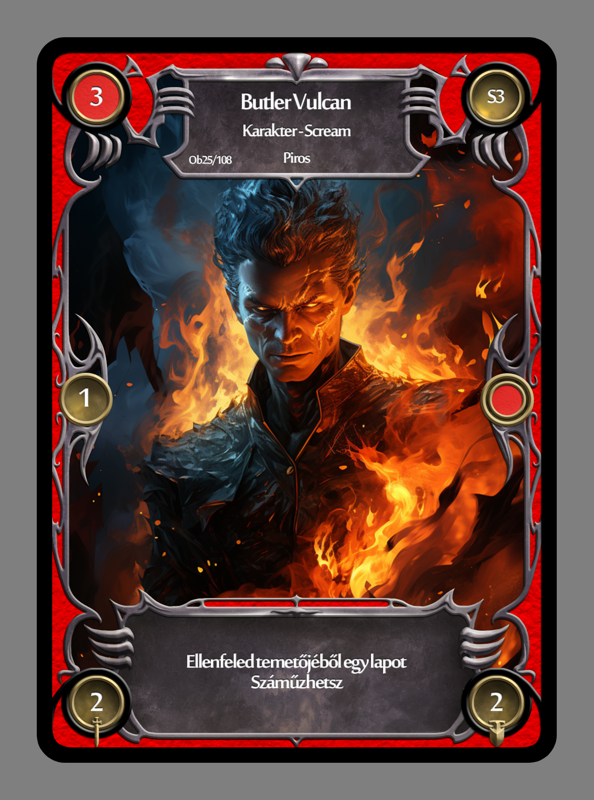 3
S3
Butler Vulcan
Karakter - Scream
Ob25/108 Piros
1
Ellenfeled temetőjéből egy lapot
Száműzhetsz
2
2